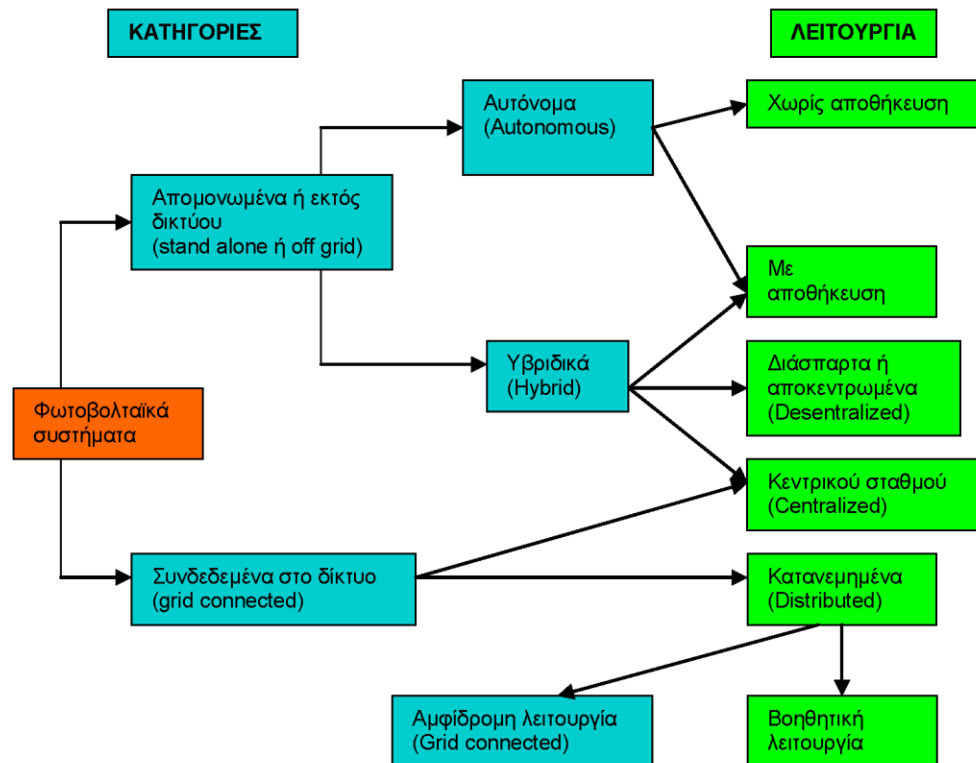 ΚΑΤΗΓΟΡΙΕΣ
ΛΕΙΤΟΥΡΓΙΑ
Αυτόνομα
(Autonomous)
Χωρίς αποθήκευση
Απομονωμένα ή εκτός
δικτύου
(stand alone ή off grid)
Με
αποθήκευση
Υβριδικά
(Hybrid)
Διάσπαρτα ή
αποκεντρωμένα
(Desentralized)
Φωτοβολταϊκά
συστήματα
Κεντρικού σταθμού
(Centralized)
Συνδεδεμένα στο δίκτυο
(grid connected)
Κατανεμημένα
(Distributed)
Αμφίδρομη λειτουργία
(Grid connected)
Βοηθητική
λειτουργία